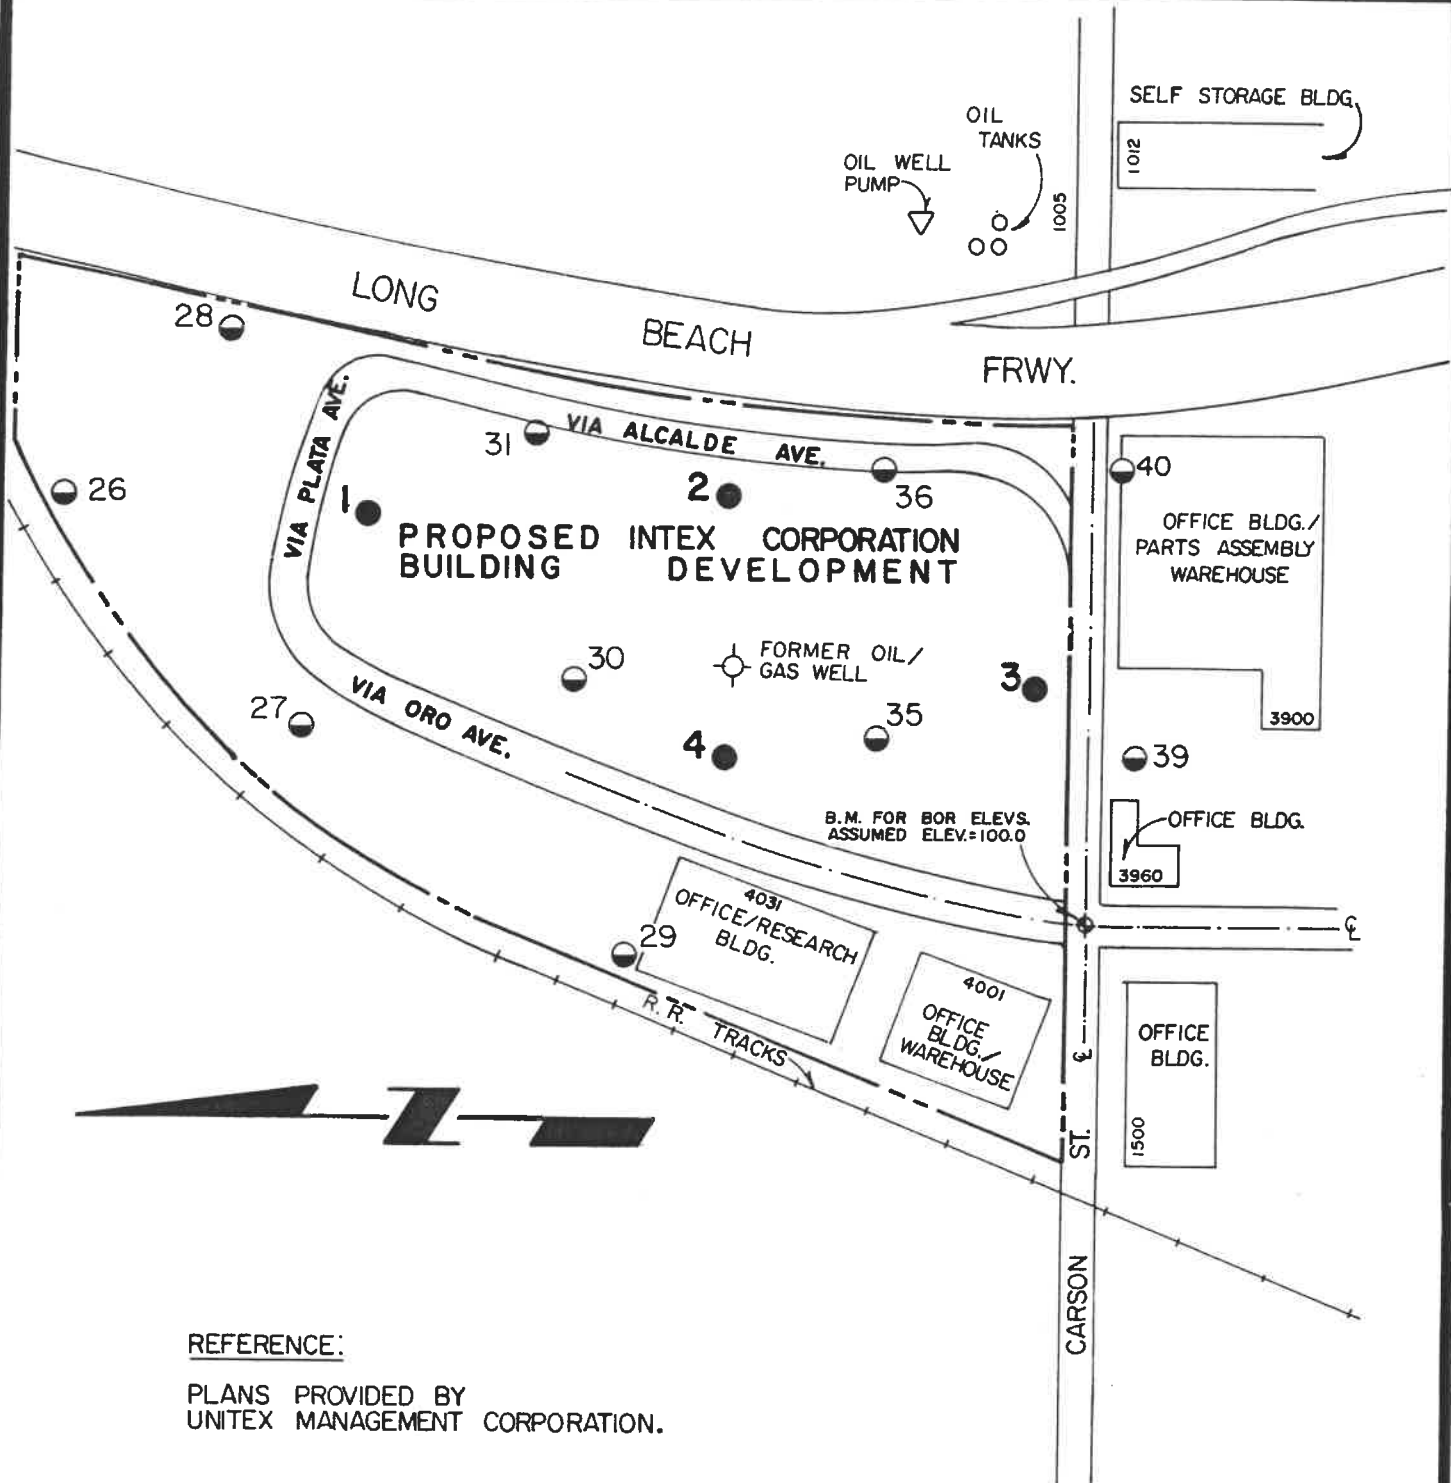 SELF STORAGE BLDG.
1012
OIL
TANKS
OIL WELL
PUMP
1005
LONG BEACH FRWY.
28
VIA PLATA AVE.
31
VIA ALCALDE AVE.
26
1
2
36
40
OFFICE BLDG./
PARTS ASSEMBLY
WAREHOUSE
3900
PROPOSED INTEX CORPORATION
BUILDING DEVELOPMENT
30
FORMER OIL/
GAS WELL
3
27
VIA ORO AVE.
4
35
39
B.M. FOR BOR ELEVS.
ASSUMED ELEV.=100.0
OFFICE BLDG.
3960
4031
OFFICE/RESEARCH
BLDG.
29
℄
4001
OFFICE
BLDG./
WAREHOUSE
R.R. TRACKS
℄
OFFICE
BLDG.
1500
CARSON ST.
N
REFERENCE:
PLANS PROVIDED BY
UNITEX MANAGEMENT CORPORATION.